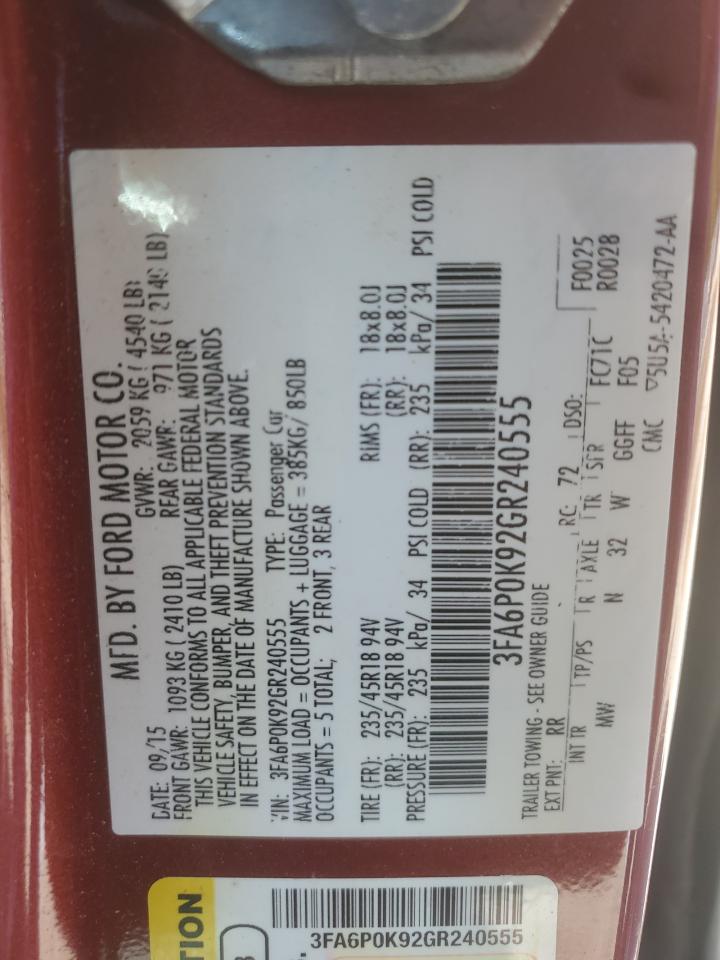 MFD. BY FORD MOTOR CO.
DATE: 09/15 GVWR: 2059 KG ( 4540 LB)
FRONT GAWR: 1093 KG ( 2410 LB) REAR GAWR: 971 KG ( 2140 LB)
THIS VEHICLE CONFORMS TO ALL APPLICABLE FEDERAL MOTOR
VEHICLE SAFETY, BUMPER, AND THEFT PREVENTION STANDARDS
IN EFFECT ON THE DATE OF MANUFACTURE SHOWN ABOVE.
VIN: 3FA6P0K92GR240555 TYPE: Passenger Car
MAXIMUM LOAD = OCCUPANTS + LUGGAGE = 385KG/ 850LB
OCCUPANTS = 5 TOTAL; 2 FRONT, 3 REAR
TIRE (FR): 235/45R18 94V RIMS (FR): 18x8.0J
(RR): 235/45R18 94V (RR): 18x8.0J
PRESSURE (FR): 235 kPa/ 34 PSI COLD (RR): 235 kPa/ 34 PSI COLD
3FA6P0K92GR240555
TRAILER TOWING - SEE OWNER GUIDE
EXT PNT: RR RC: 72 DSO: F0025
R0028
INT TR TP/PS R AXLE TR SPR FC71C
MW N 32 W GGFF F05
CMC ▽5U5A-5420472-AA
TION
3FA6P0K92GR240555